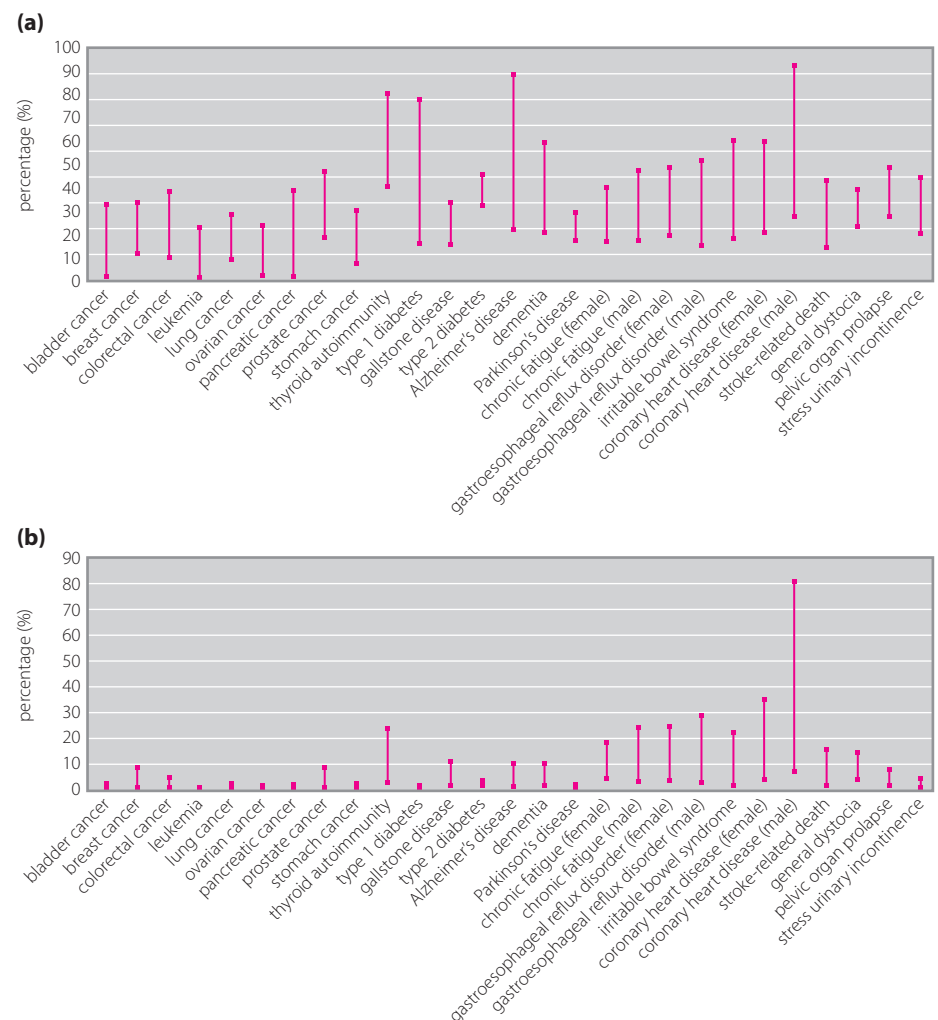 (a)
percentage (%)
100
90
80
70
60
50
40
30
20
10
0
bladder cancer
breast cancer
colorectal cancer
leukemia
lung cancer
ovarian cancer
pancreatic cancer
prostate cancer
stomach cancer
thyroid autoimmunity
type 1 diabetes
gallstone disease
type 2 diabetes
Alzheimer's disease
dementia
Parkinson's disease
chronic fatigue (female)
chronic fatigue (male)
gastroesophageal reflux disorder (female)
gastroesophageal reflux disorder (male)
irritable bowel syndrome
coronary heart disease (female)
coronary heart disease (male)
stroke-related death
general dystocia
pelvic organ prolapse
stress urinary incontinence
(b)
percentage (%)
90
80
70
60
50
40
30
20
10
0
bladder cancer
breast cancer
colorectal cancer
leukemia
lung cancer
ovarian cancer
pancreatic cancer
prostate cancer
stomach cancer
thyroid autoimmunity
type 1 diabetes
gallstone disease
type 2 diabetes
Alzheimer's disease
dementia
Parkinson's disease
chronic fatigue (female)
chronic fatigue (male)
gastroesophageal reflux disorder (female)
gastroesophageal reflux disorder (male)
irritable bowel syndrome
coronary heart disease (female)
coronary heart disease (male)
stroke-related death
general dystocia
pelvic organ prolapse
stress urinary incontinence